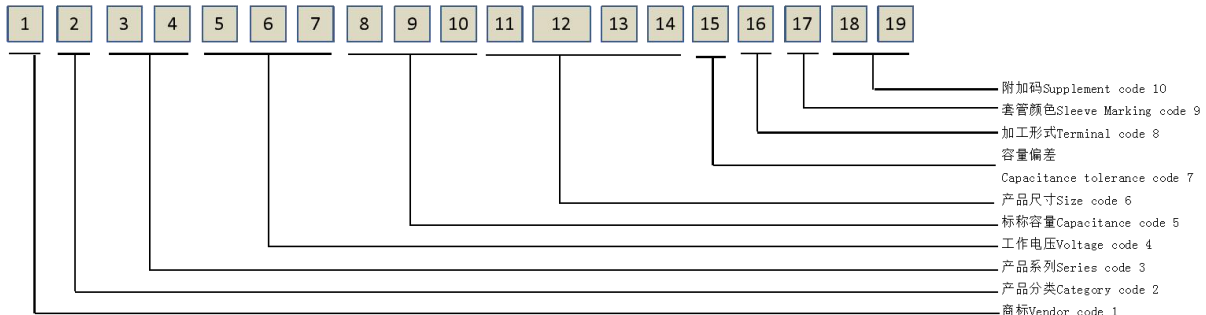 1 2 3 4 5 6 7 8 9 10 11 12 13 14 15 16 17 18 19
附加码Supplement code 10
套管颜色Sleeve Marking code 9
加工形式Terminal code 8
容量偏差
Capacitance tolerance code 7
产品尺寸Size code 6
标称容量Capacitance code 5
工作电压Voltage code 4
产品系列Series code 3
产品分类Category code 2
商标Vendor code 1